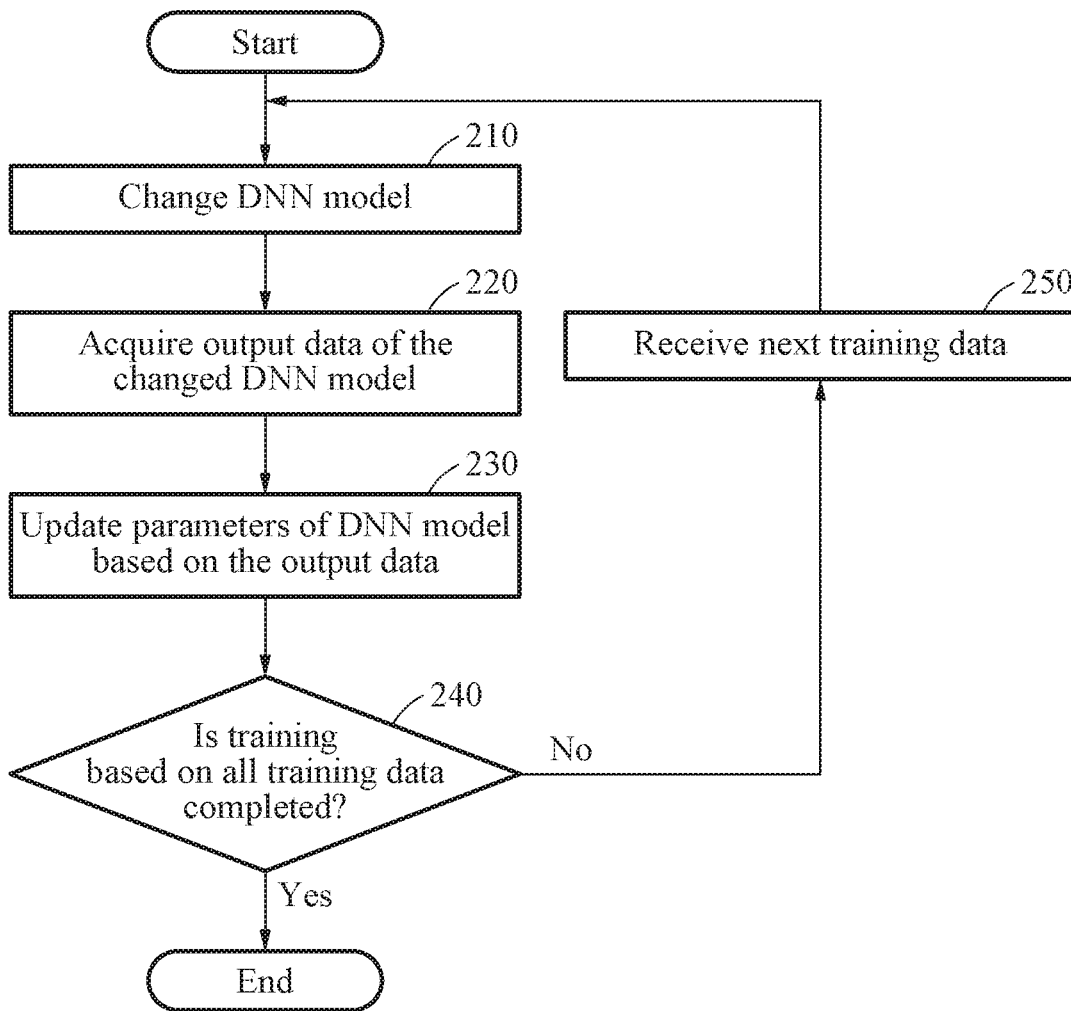 Start
210
Change DNN model
220
250
Acquire output data of the
changed DNN model
Receive next training data
230
Update parameters of DNN model
based on the output data
240
Is training
based on all training data
completed?
No
Yes
End